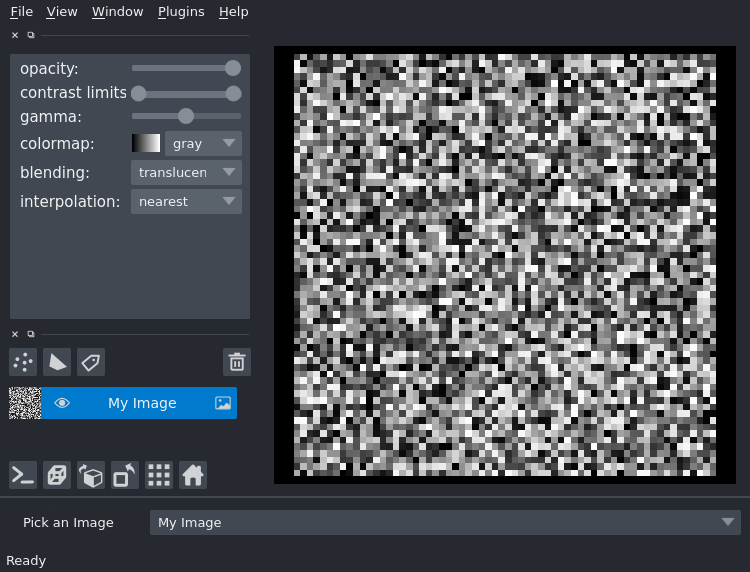 File View Window Plugins Help
opacity:
contrast limits
gamma:
colormap: gray
blending: translucen
interpolation: nearest
My Image
Pick an Image My Image
Ready